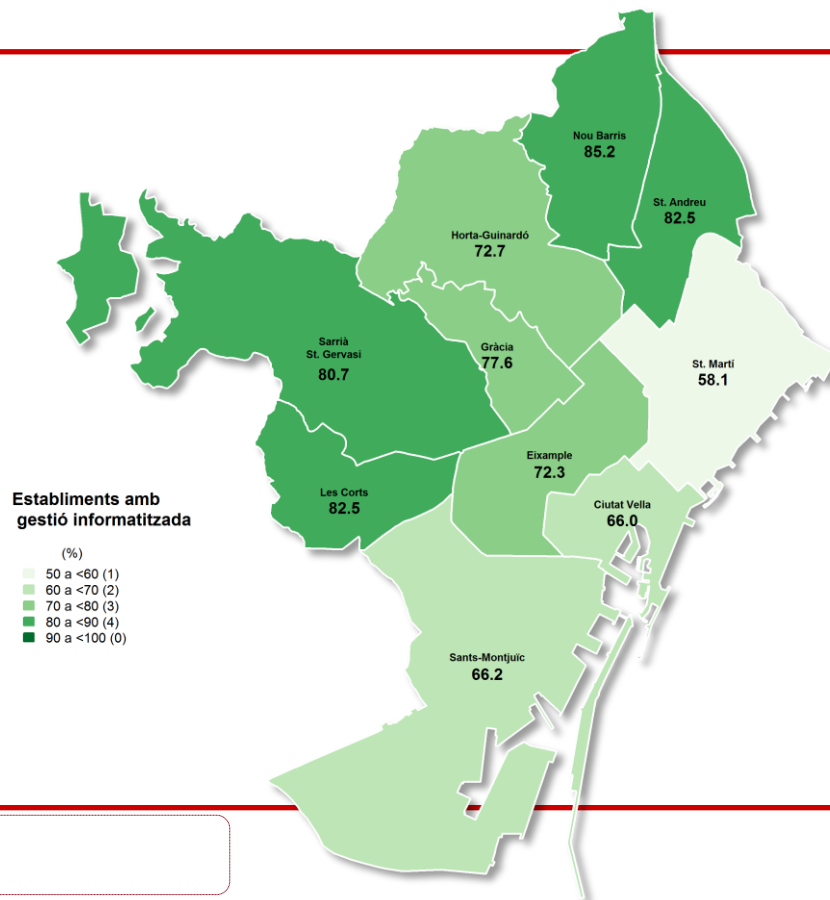 Nou Barris
85.2
St. Andreu
82.5
Horta-Guinardó
72.7
Sarrià
St. Gervasi
80.7
Gràcia
77.6
St. Martí
58.1
Eixample
72.3
Les Corts
82.5
Ciutat Vella
66.0
Establiments amb
gestió informatitzada
(%)
50 a <60 (1)
60 a <70 (2)
70 a <80 (3)
80 a <90 (4)
90 a <100 (0)
Sants-Montjuïc
66.2